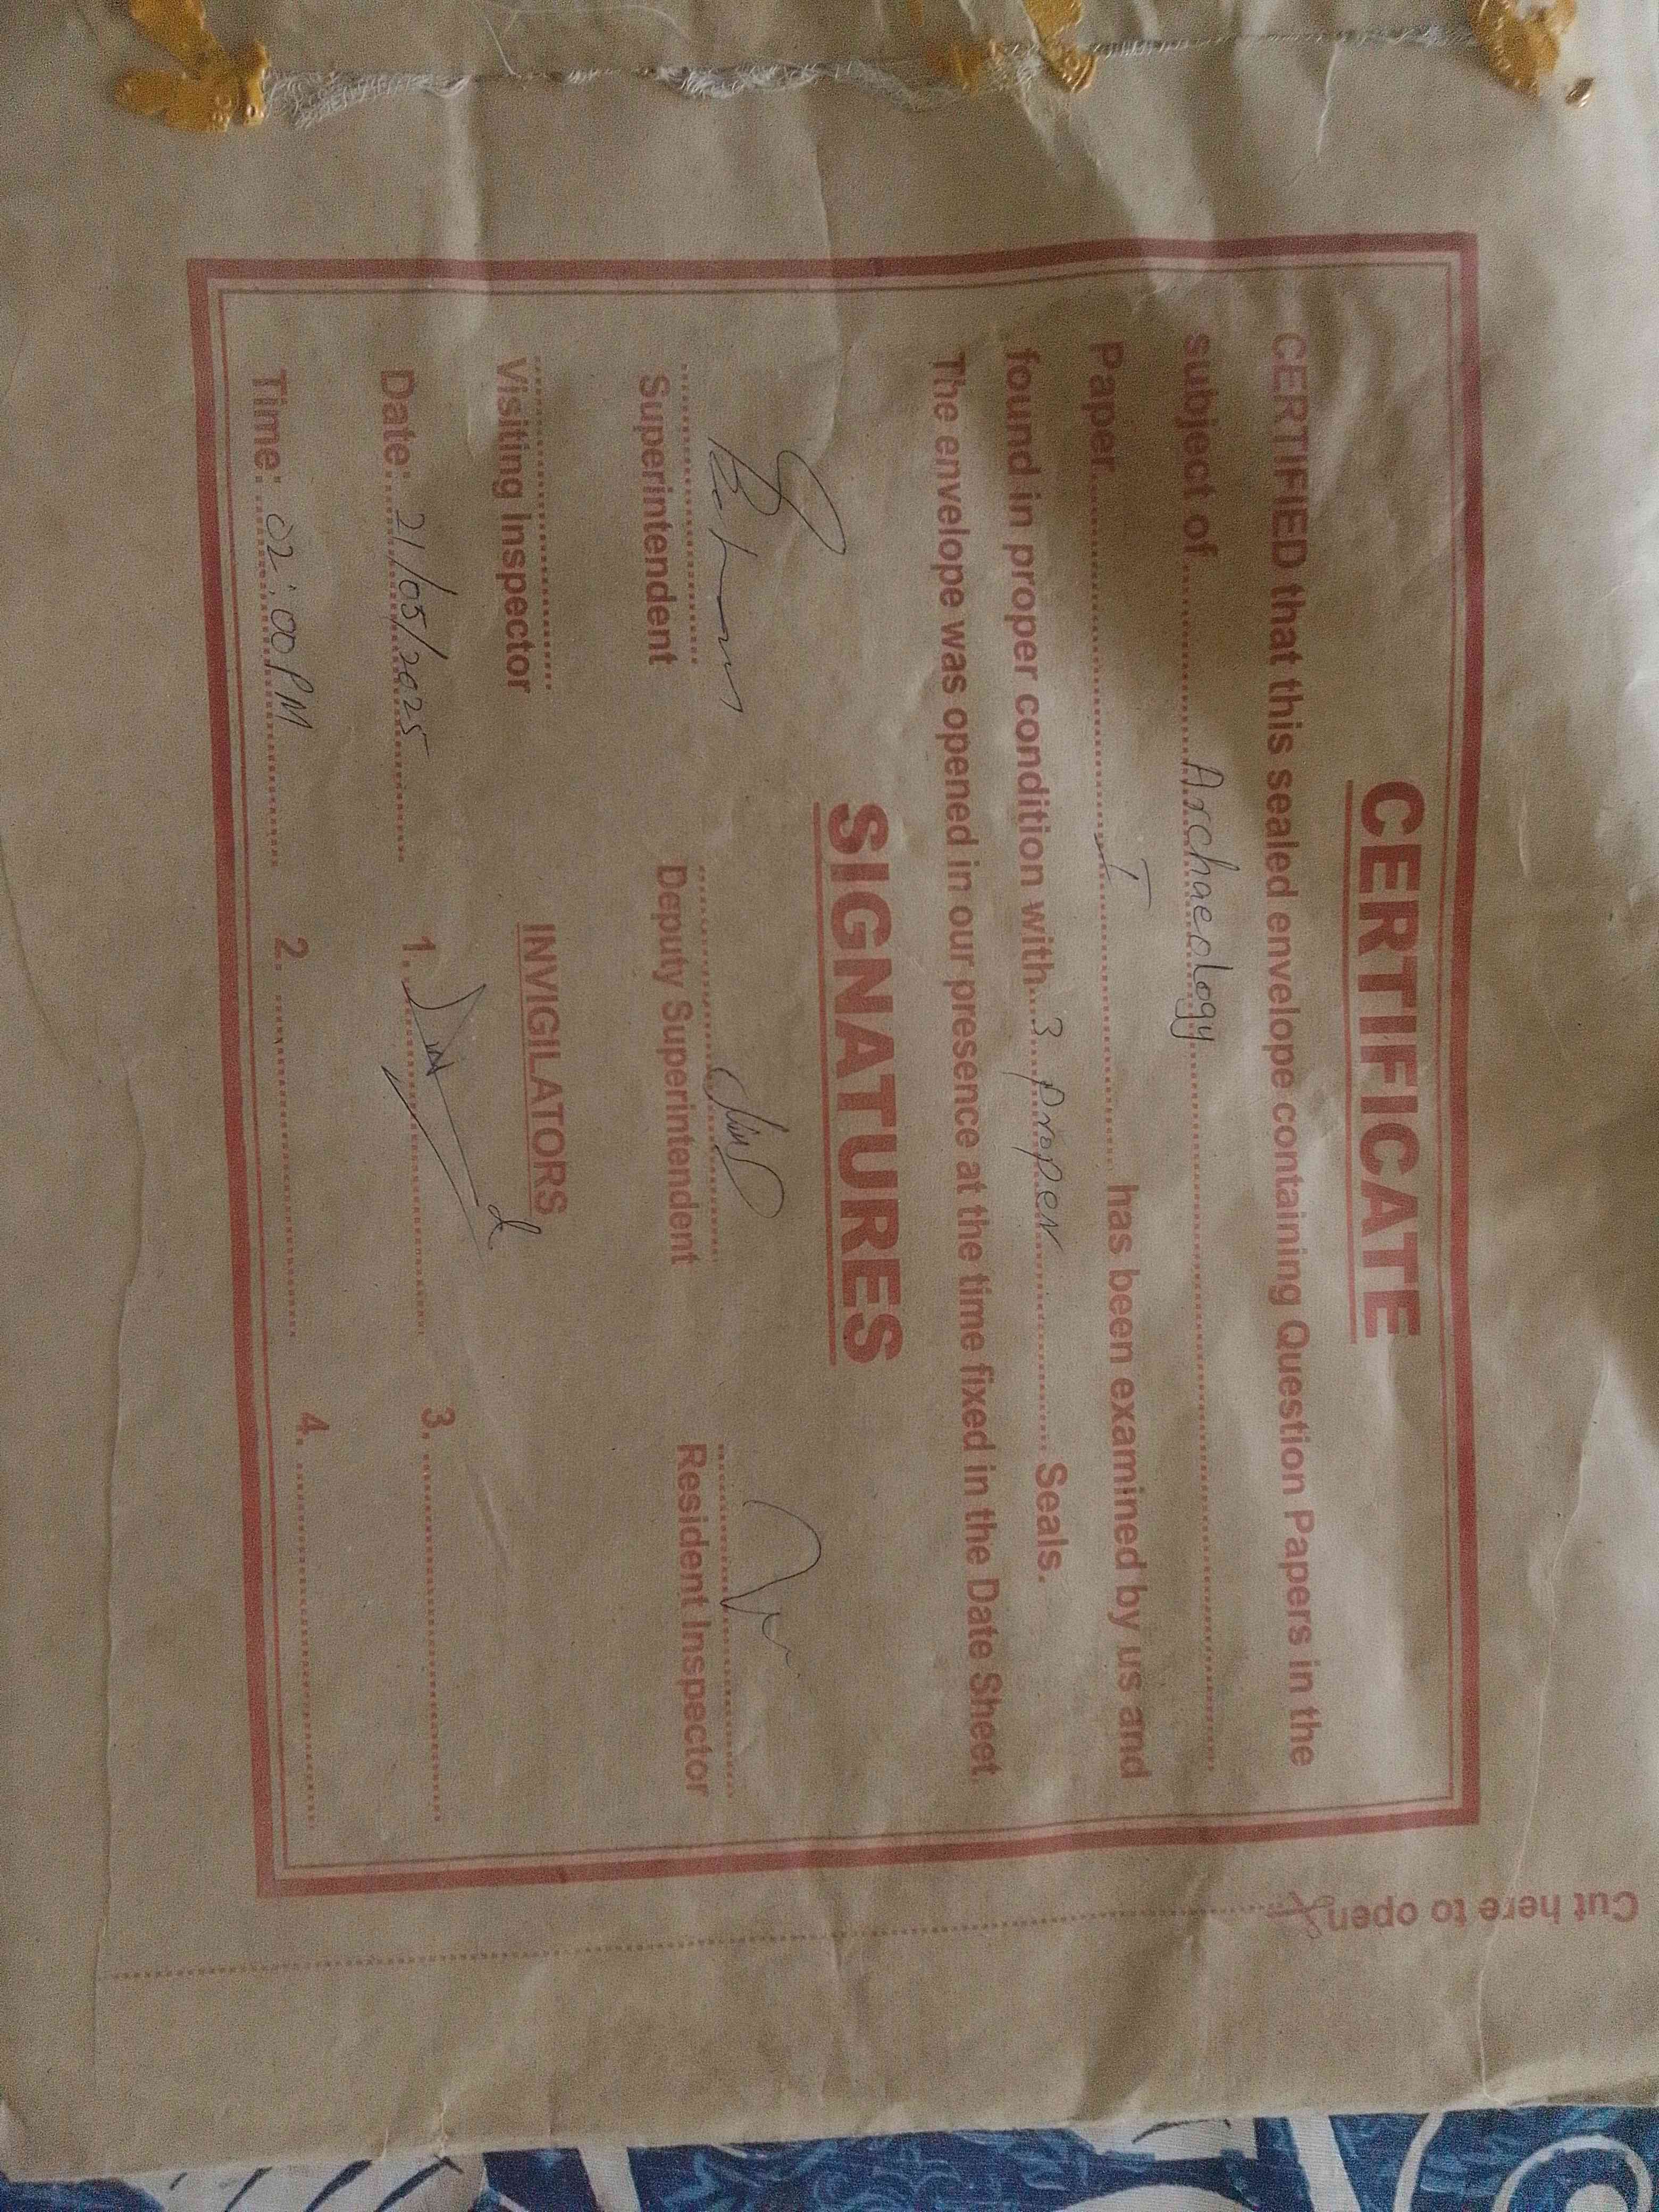 CERTIFICATE
CERTIFIED that this sealed envelope containing Question Papers in the
subject of Archaeology
Paper I has been examined by us and
found in proper condition with 3 proper Seals.
The envelope was opened in our presence at the time fixed in the Date Sheet.
SIGNATURES
Superintendent Deputy Superintendent Resident Inspector
Visiting Inspector
INVIGILATORS
Date: 21/05/2025 1. 3.
Time: 02:00 PM 2. 4.
Cut here to open